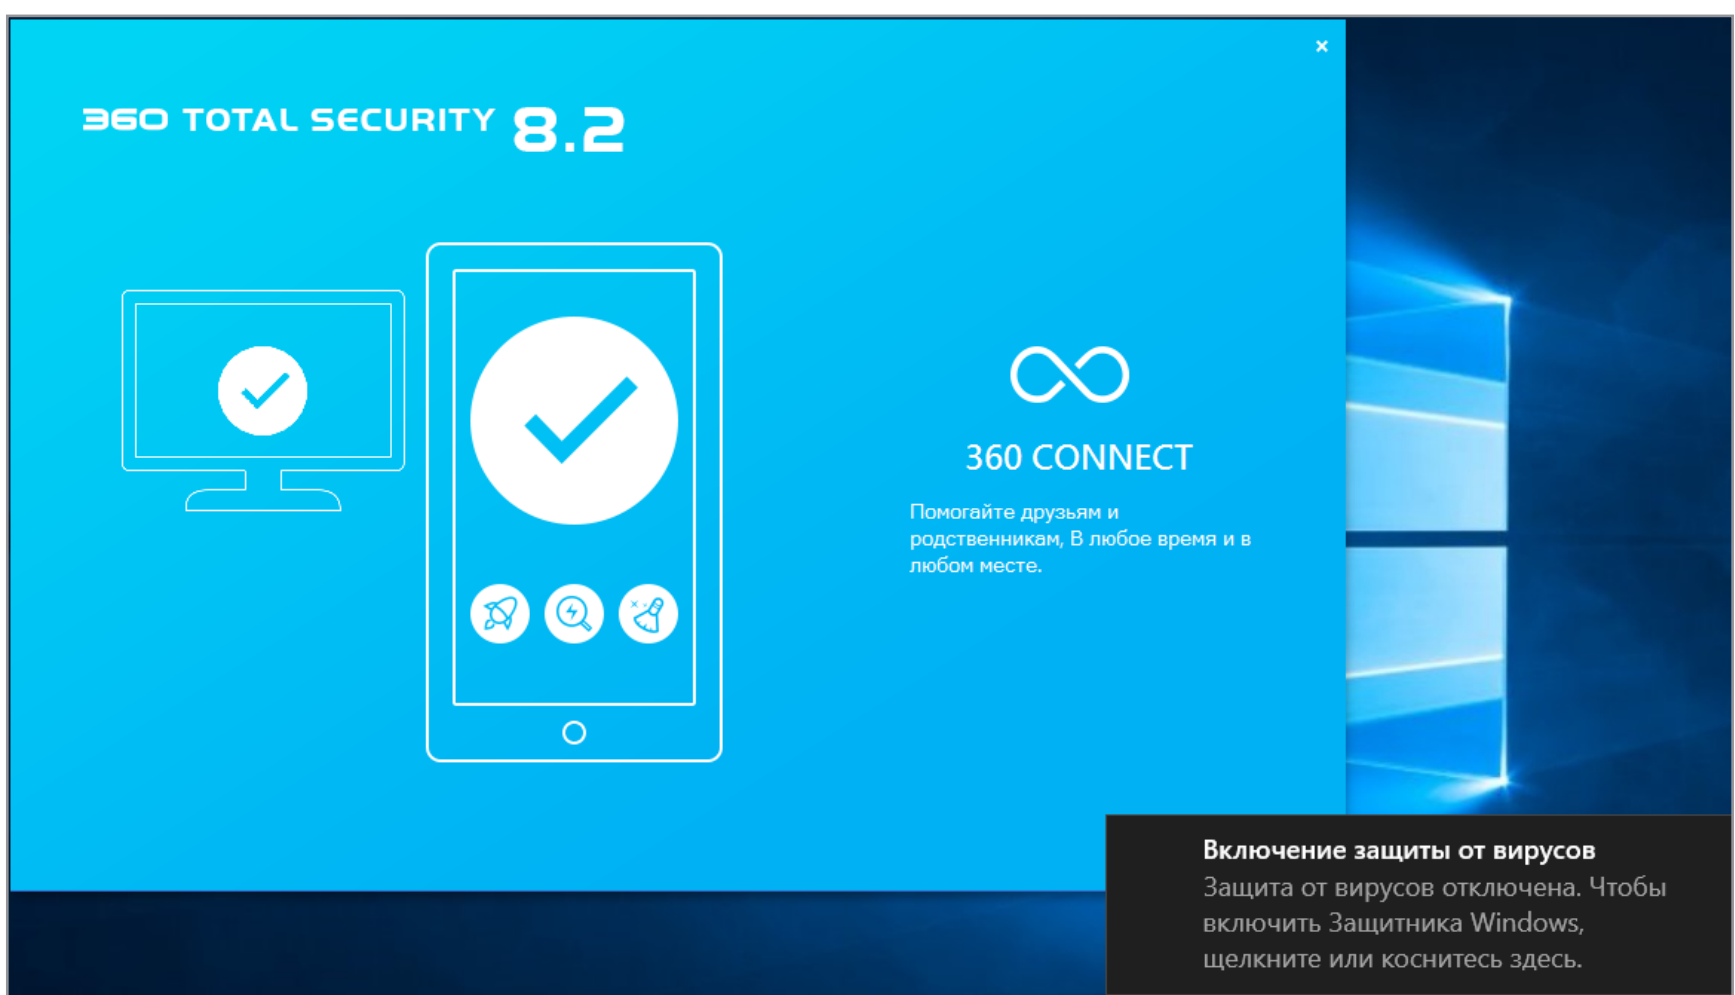 360 TOTAL SECURITY 8.2
360 CONNECT
Помогайте друзьям и
родственникам, В любое время и в
любом месте.
Включение защиты от вирусов
Защита от вирусов отключена. Чтобы
включить Защитника Windows,
щелкните или коснитесь здесь.